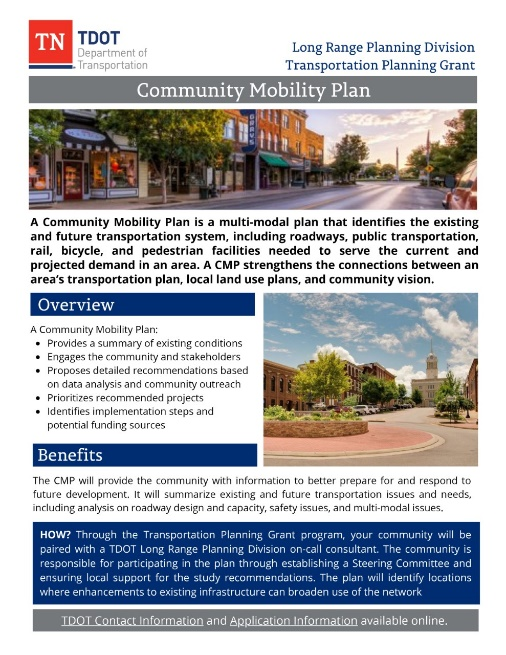 TN
TDOT
Department of
Transportation
Long Range Planning Division
Transportation Planning Grant
Community Mobility Plan
A Community Mobility Plan is a multi-modal plan that identifies the existing
and future transportation system, including roadways, public transportation,
rail, bicycle, and pedestrian facilities needed to serve the current and
projected demand in an area. A CMP strengthens the connections between an
area’s transportation plan, local land use plans, and community vision.
Overview
A Community Mobility Plan:
• Provides a summary of existing conditions
• Engages the community and stakeholders
• Proposes detailed recommendations based
on data analysis and community outreach
• Prioritizes recommended projects
• Identifies implementation steps and
potential funding sources
Benefits
The CMP will provide the community with information to better prepare for and respond to
future development. It will summarize existing and future transportation issues and needs,
including analysis on roadway design and capacity, safety issues, and multi-modal issues.
HOW? Through the Transportation Planning Grant program, your community will be
paired with a TDOT Long Range Planning Division on-call consultant. The community is
responsible for participating in the plan through establishing a Steering Committee and
ensuring local support for the study recommendations. The plan will identify locations
where enhancements to existing infrastructure can broaden use of the network
TDOT Contact Information and Application Information available online.